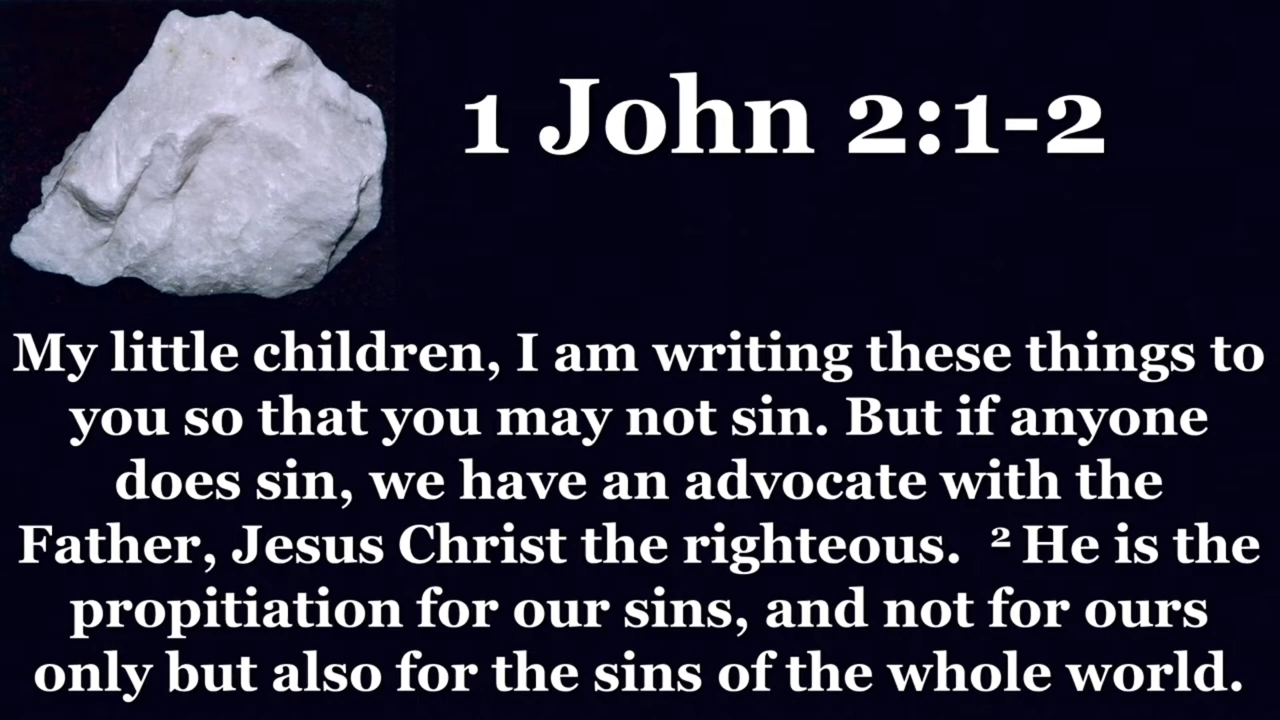 1 John 2:1-2
My little children, I am writing these things to
you so that you may not sin. But if anyone
does sin, we have an advocate with the
Father, Jesus Christ the righteous. ² He is the
propitiation for our sins, and not for ours
only but also for the sins of the whole world.